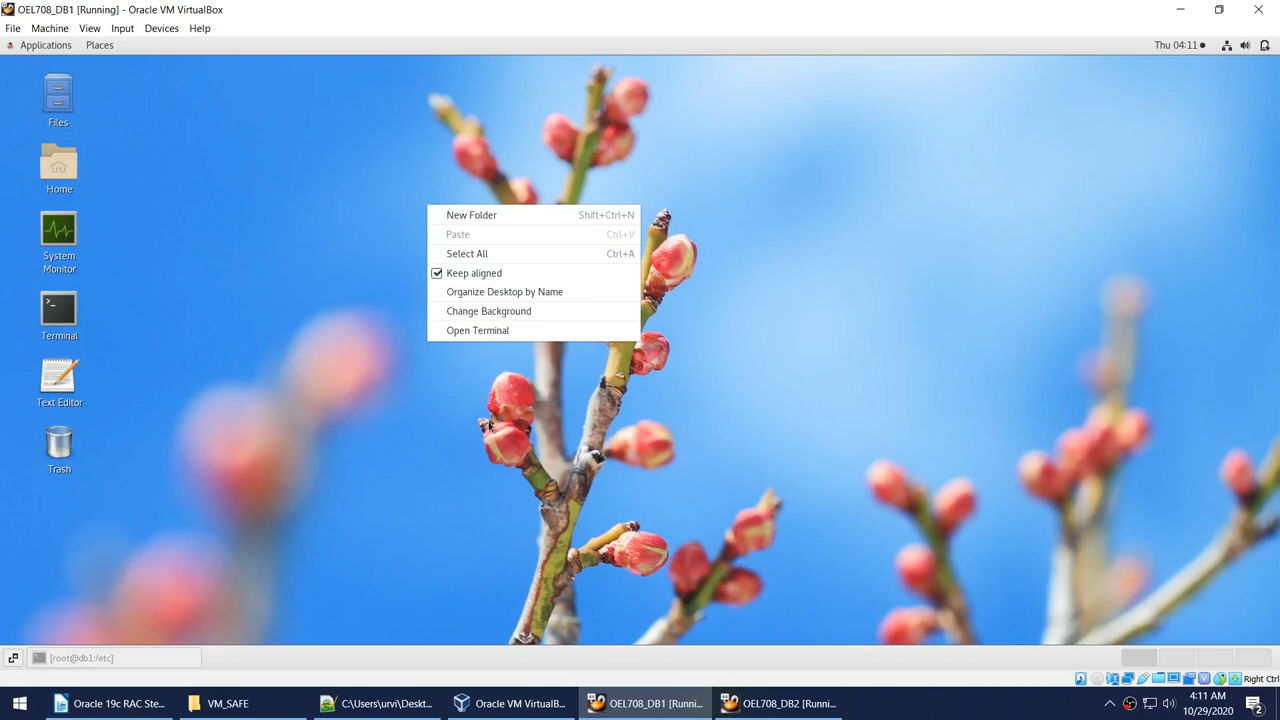 OEL708_DB1 [Running] - Oracle VM VirtualBox
File Machine View Input Devices Help
Applications Places Thu 04:11
Files
Home
System
Monitor
Terminal
Text Editor
Trash
New Folder Shift+Ctrl+N
Paste Ctrl+V
Select All Ctrl+A
Keep aligned
Organize Desktop by Name
Change Background
Open Terminal
[root@db1:/etc]
Right Ctrl
Oracle 19c RAC Ste...
VM_SAFE
C:\Users\urvi\Deskt...
Oracle VM VirtualB...
OEL708_DB1 [Runni...
OEL708_DB2 [Runni...
4:11 AM
10/29/2020
2